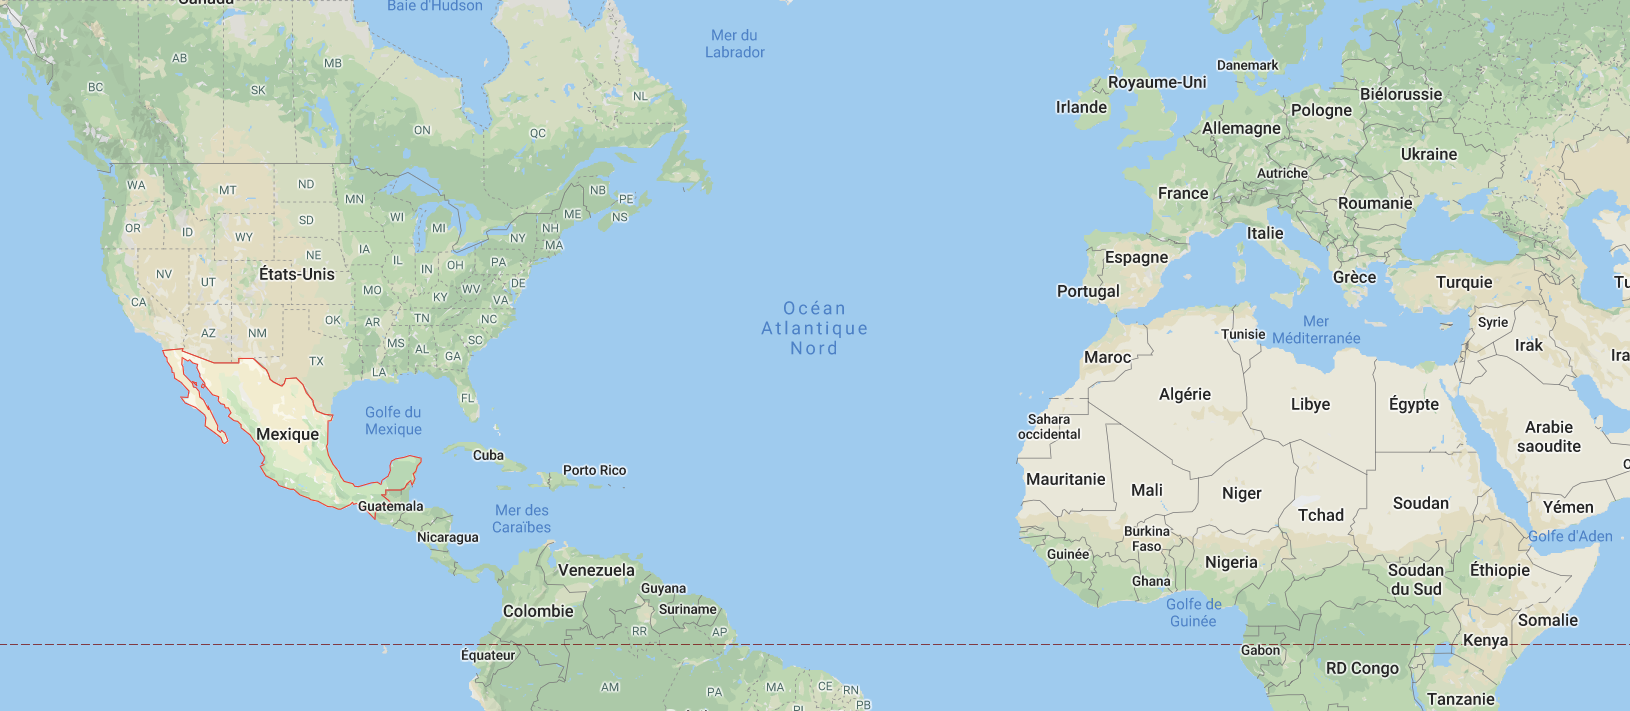 Canada
Baie d'Hudson
Mer du
Labrador
AB
MB
BC
SK
NL
ON
QC
Danemark
Royaume-Uni
Irlande
Biélorussie
Pologne
Allemagne
Ukraine
Autriche
France
Roumanie
WA
MT
ND
MN
NB
PE
NS
ME
OR
ID
WY
SD
WI
MI
NH
MA
NY
NE
IA
IL
IN
OH
PA
États-Unis
NV
UT
CA
MO
KY
WV
VA
DE
Italie
Espagne
Grèce
Portugal
Turquie
Tu
AZ
NM
OK
AR
TN
NC
MS
AL
GA
SC
TX
LA
FL
Océan
Atlantique
Nord
Tunisie
Mer
Méditerranée
Syrie
Irak
Ira
Maroc
Algérie
Libye
Égypte
Arabie
saoudite
Sahara
occidental
Golfe du
Mexique
Mexique
Cuba
Porto Rico
Mauritanie
Mali
Niger
Tchad
Soudan
Yémen
Golfe d'Aden
Guatemala
Nicaragua
Mer des
Caraïbes
Burkina
Faso
Guinée
Nigeria
Ghana
Soudan
du Sud
Éthiopie
Venezuela
Guyana
Suriname
Colombie
RR
AP
Golfe de
Guinée
Somalie
Kenya
Équateur
Gabon
RD Congo
Tanzanie
AM
PA
MA
CE
RN
PB
PI